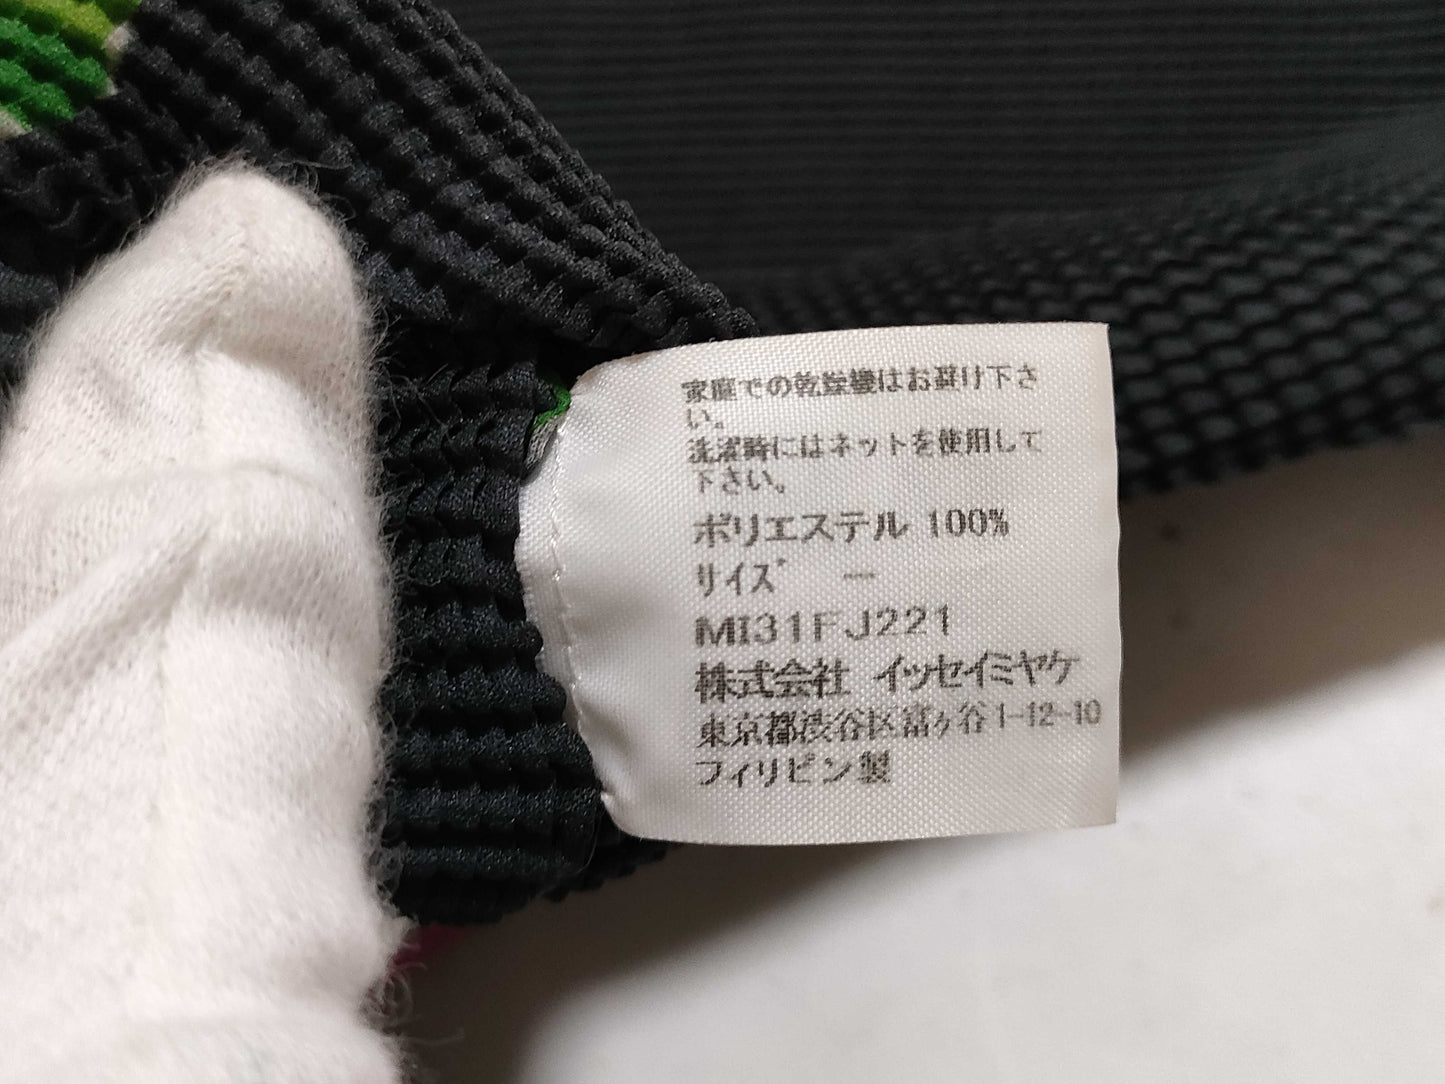 家庭での乾燥機はお避け下さ
い。
洗濯時にはネットを使用して
下さい。
ポリエステル 100%
サイズ ー
MI31FJ221
株式会社 イッセイミヤケ
東京都渋谷区富ヶ谷1-12-10
フィリピン製